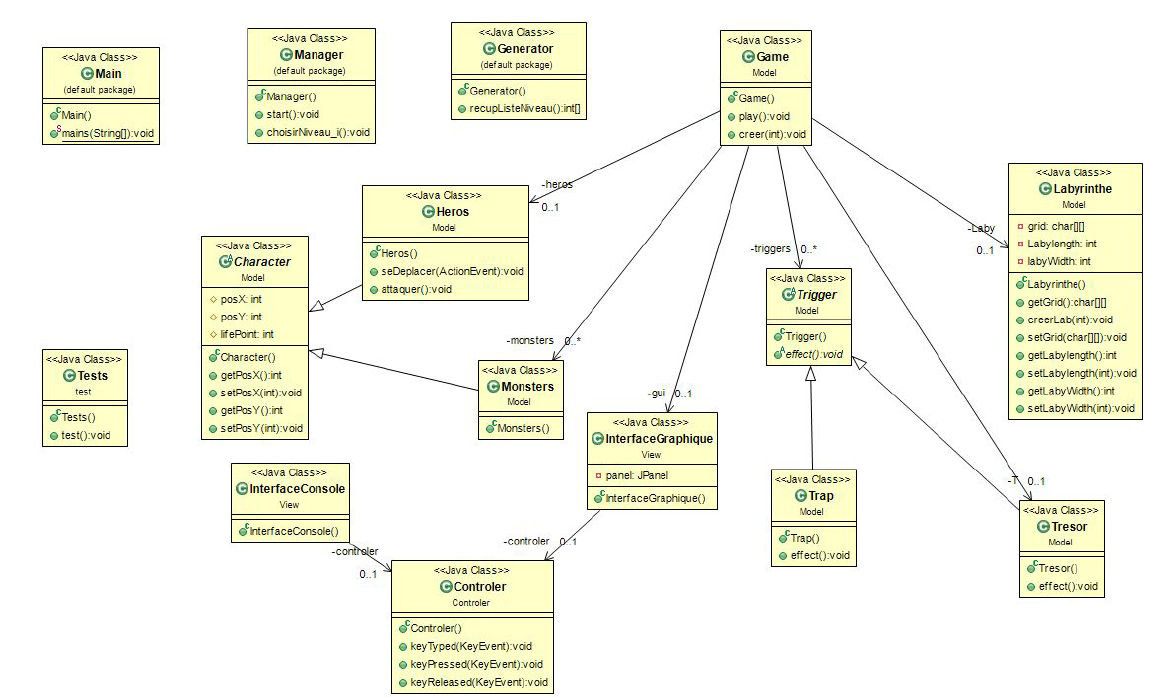 <<Java Class>>
Main
(default package)
Main()
mains(String[]):void
<<Java Class>>
Manager
(default package)
Manager()
start():void
choisirNiveau_i():void
<<Java Class>>
Generator
(default package)
Generator()
recupListeNiveau():int[]
<<Java Class>>
Game
Model
Game()
play():void
creer(int):void
-heros
0..1
-monsters 0..*
-gui 0..1
-triggers 0..*
-T 0..1
-Laby
0..1
<<Java Class>>
Labyrinthe
Model
grid: char[][]
Labylength: int
labyWidth: int
Labyrinthe()
getGrid():char[][]
creerLab(int):void
setGrid(char[][]):void
getLabylength():int
setLabylength(int):void
getLabyWidth():int
setLabyWidth(int):void
<<Java Class>>
Heros
Model
Heros()
seDeplacer(ActionEvent):void
attaquer():void
<<Java Class>>
Character
Model
posX: int
posY: int
lifePoint: int
Character()
getPosX():int
setPosX(int):void
getPosY():int
setPosY(int):void
<<Java Class>>
Trigger
Model
Trigger()
effect():void
<<Java Class>>
Tests
test
Tests()
test():void
<<Java Class>>
Monsters
Model
Monsters()
<<Java Class>>
InterfaceGraphique
View
panel: JPanel
InterfaceGraphique()
<<Java Class>>
InterfaceConsole
View
InterfaceConsole()
-controler
0..1
-controler 0..1
<<Java Class>>
Trap
Model
Trap()
effect():void
<<Java Class>>
Tresor
Model
Tresor()
effect():void
<<Java Class>>
Controler
Controler
Controler()
keyTyped(KeyEvent):void
keyPressed(KeyEvent):void
keyReleased(KeyEvent):void